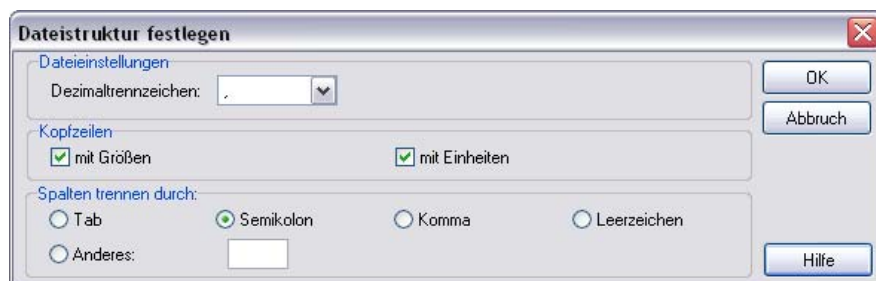 Dateistruktur festlegen
Dateieinstellungen
Dezimaltrennzeichen: ,
OK
Abbruch
Kopfzeilen
mit Größen mit Einheiten
Spalten trennen durch:
Tab Semikolon Komma Leerzeichen
Anderes:
Hilfe